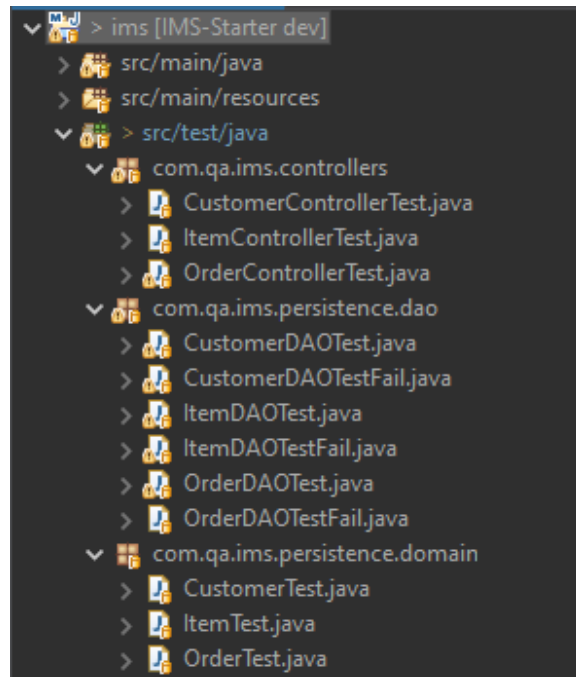 > ims [IMS-Starter dev]
src/main/java
src/main/resources
> src/test/java
com.qa.ims.controllers
CustomerControllerTest.java
ItemControllerTest.java
OrderControllerTest.java
com.qa.ims.persistence.dao
CustomerDAOTest.java
CustomerDAOTestFail.java
ItemDAOTest.java
ItemDAOTestFail.java
OrderDAOTest.java
OrderDAOTestFail.java
com.qa.ims.persistence.domain
CustomerTest.java
ItemTest.java
OrderTest.java